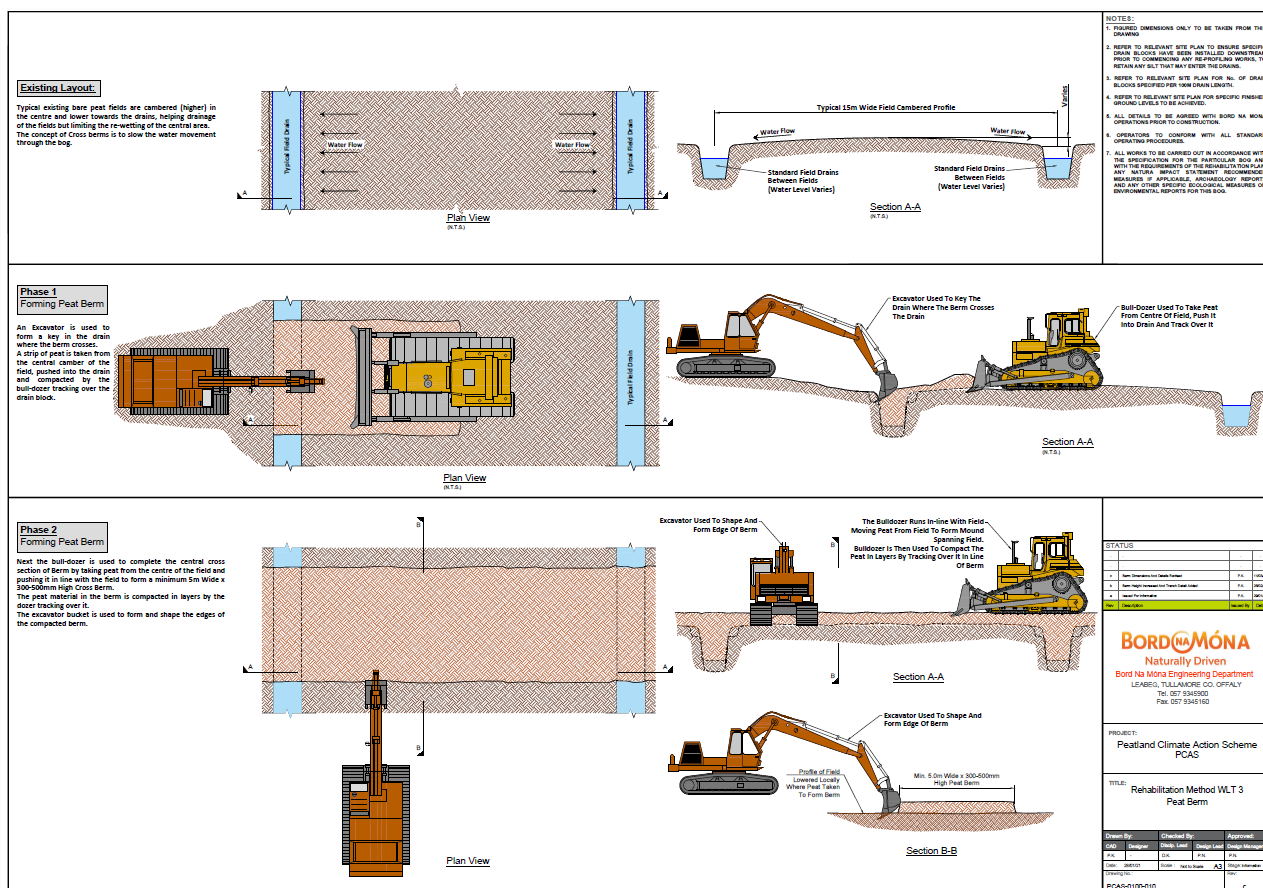 Existing Layout:
Typical existing bare peat fields are cambered (higher) in
the centre and lower towards the drains, helping drainage
of the fields but limiting the re-wetting of the central area.
The concept of Cross berms is to slow the water movement
through the bog.
Typical Field Drain
Water Flow
Water Flow
Typical Field Drain
A
A
Plan View
(N.T.S.)
Typical 15m Wide Field Cambered Profile
Varies
Water Flow
Water Flow
Standard Field Drains
Between Fields
(Water Level Varies)
Standard Field Drains
Between Fields
(Water Level Varies)
Section A-A
(N.T.S.)
NOTES:
1. FIGURED DIMENSIONS ONLY TO BE TAKEN FROM
DRAWING
2. REFER TO RELEVANT SITE PLAN TO ENSURE
DRAIN BLOCKS HAVE BEEN INSTALLED
PRIOR TO COMMENCING ANY RE-PROFILING WORKS,
RETAIN ANY SILT THAT MAY ENTER THE DRAINS.
3. REFER TO RELEVANT SITE PLAN FOR No. OF
BLOCKS SPECIFIED PER 100M DRAIN LENGTH.
4. REFER TO RELEVANT SITE PLAN FOR SPECIFIC
GROUND LEVELS TO BE ACHIEVED.
5. ALL DETAILS TO BE AGREED WITH BORD NA
OPERATIONS PRIOR TO CONSTRUCTION.
6. OPERATORS TO CONFORM WITH ALL
OPERATING PROCEDURES.
7. ALL WORKS TO BE CARRIED OUT IN ACCORDANCE
THE SPECIFICATION FOR THE PARTICULAR BOG
WITH THE REQUIREMENTS OF THE REHABILITATION
ANY NATURA IMPACT STATEMENT
MEASURES IF APPLICABLE, ARCHAEOLOGY
AND ANY OTHER SPECIFIC ECOLOGICAL MEASURES
ENVIRONMENTAL REPORTS FOR THIS BOG.
Phase 1
Forming Peat Berm
An Excavator is used to
form a key in the drain
where the berm crosses.
A strip of peat is taken from
the central camber of the
field, pushed into the drain
and compacted by the
bull-dozer tracking over the
drain block.
A
A
Typical Field Drain
Plan View
(N.T.S.)
Excavator Used To Key The
Drain Where The Berm Crosses
The Drain
Bull-Dozer Used To Take Peat
From Centre Of Field, Push It
Into Drain And Track Over It
Section A-A
(N.T.S.)
Phase 2
Forming Peat Berm
Next the bull-dozer is used to complete the central cross
section of Berm by taking peat from the centre of the field and
pushing it in line with the field to form a minimum 5m Wide x
300-500mm High Cross Berm.
The peat material in the berm is compacted in layers by the
dozer tracking over it.
The excavator bucket is used to form and shape the edges of
the compacted berm.
B
A
A
B
Plan View
Excavator Used To Shape And
Form Edge Of Berm
B
The Bulldozer Runs In-line With Field
Moving Peat From Field To Form Mound
Spanning Field.
Bulldozer Is Then Used To Compact The
Peat In Layers By Tracking Over It In Line
Of Berm
B
Section A-A
Excavator Used To Shape And
Form Edge Of Berm
Profile of Field
Lowered Locally
Where Peat Taken
To Form Berm
Min. 5.0m Wide x 300-500mm
High Peat Berm
Section B-B
STATUS
c Berm Dimensions And Details Revised P.K.
b Berm Height Increased And Trench Detail Added P.K.
a Issued For Information P.K.
Rev. Description Issued By
BORD NA MÓNA
Naturally Driven
Bord Na Móna Engineering Department
LEABEG, TULLAMORE CO. OFFALY
Tel. 057 9345900
Fax. 057 9345160
PROJECT:
Peatland Climate Action Scheme
PCAS
TITLE:
Rehabilitation Method WLT 3
Peat Berm
Drawn By: Checked By: Approved:
CAD Designer Discip. Lead Design Lead Design
P.K. - D.K. P.N. P.N.
Date: Scale : Not to Scale A3 Stage: Information
Drawing No.: Rev:
PCAS-0100-010